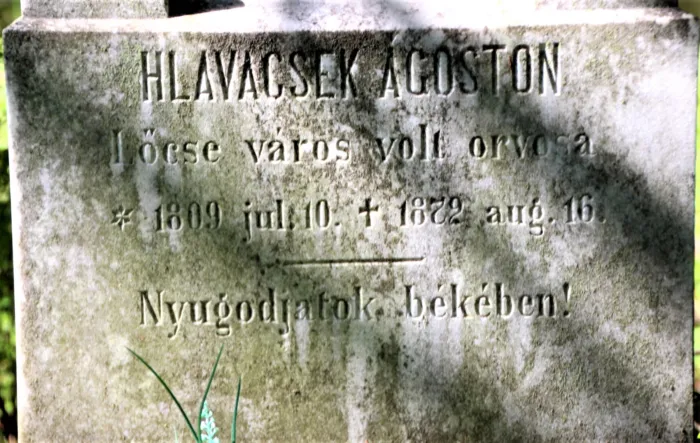 HLAVACSEK ÁGOSTON
Lőcse város volt orvosa
* 1809 jul. 10. ✝ 1872 aug. 16.
Nyugodjatok békében!